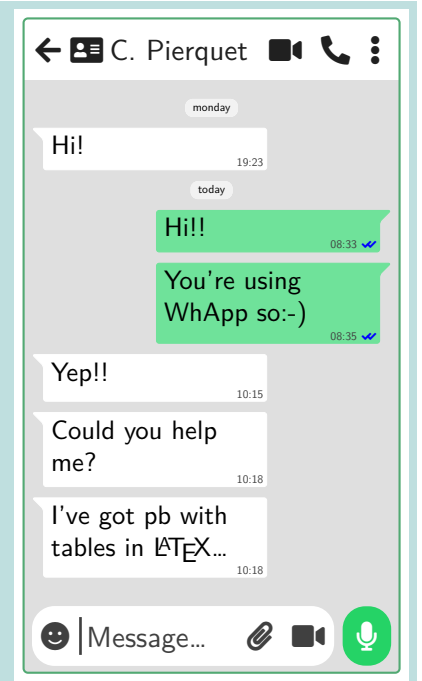 C. Pierquet
monday
Hi!
19:23
today
Hi!!
08:33
You're using
WhApp so:-)
08:35
Yep!!
10:15
Could you help
me?
10:18
I've got pb with
tables in LATEX...
10:18
Message...